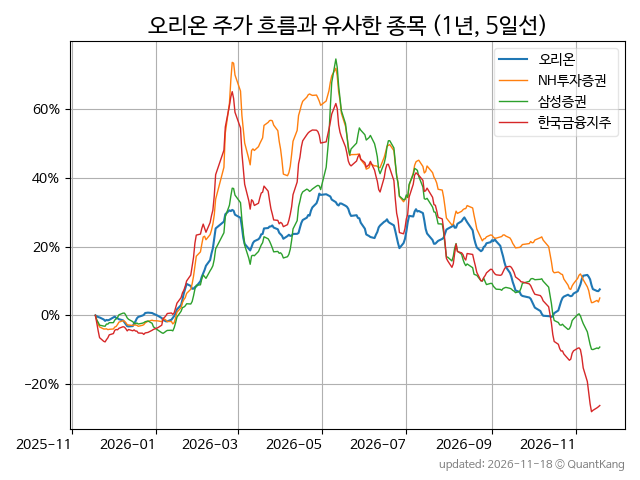 오리온 주가 흐름과 유사한 종목 (1년, 5일선)
오리온
NH투자증권
삼성증권
한국금융지주
60%
40%
20%
0%
−20%
2025−11
2026−01
2026−03
2026−05
2026−07
2026−09
2026−11
updated: 2026-11-18 © QuantKang